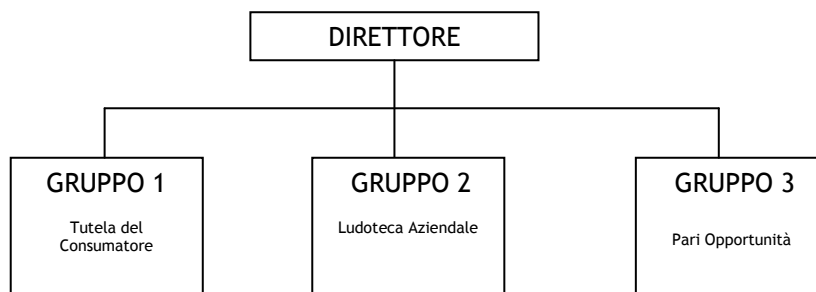 DIRETTORE
GRUPPO 1
Tutela del
Consumatore
GRUPPO 2
Ludoteca Aziendale
GRUPPO 3
Pari Opportunità